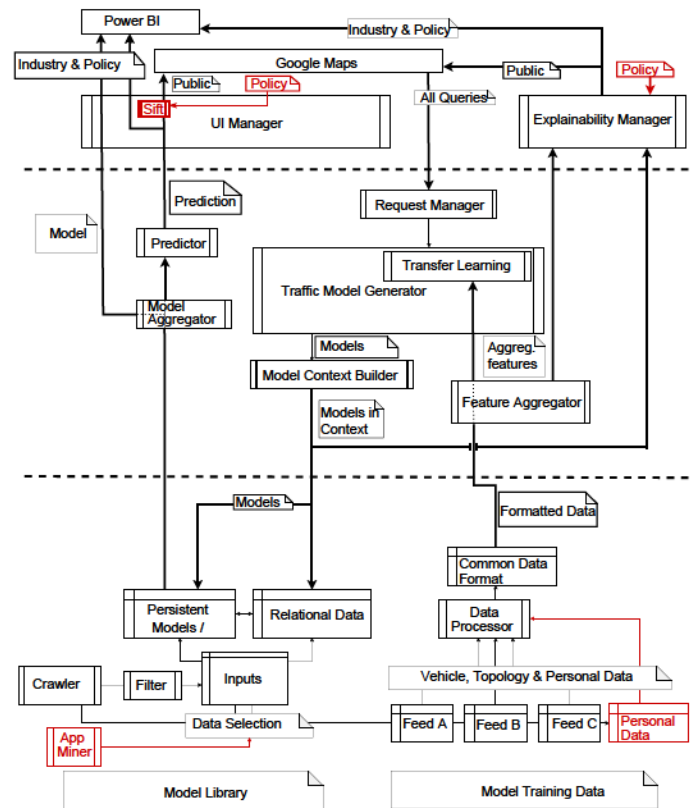 Power BI
Industry & Policy
Industry & Policy
Google Maps
Public
Policy
Public
Policy
All Queries
Sift
UI Manager
Explainability Manager
Prediction
Request Manager
Model
Predictor
Transfer Learning
Traffic Model Generator
Model
Aggregator
Models
Aggreg.
features
Model Context Builder
Models in
Context
Feature Aggregator
Models
Formatted Data
Common Data
Format
Persistent
Models /
Relational Data
Data
Processor
Crawler
Filter
Inputs
Vehicle, Topology & Personal Data
Data Selection
Feed A
Feed B
Feed C
Personal
Data
App
Miner
Model Library
Model Training Data